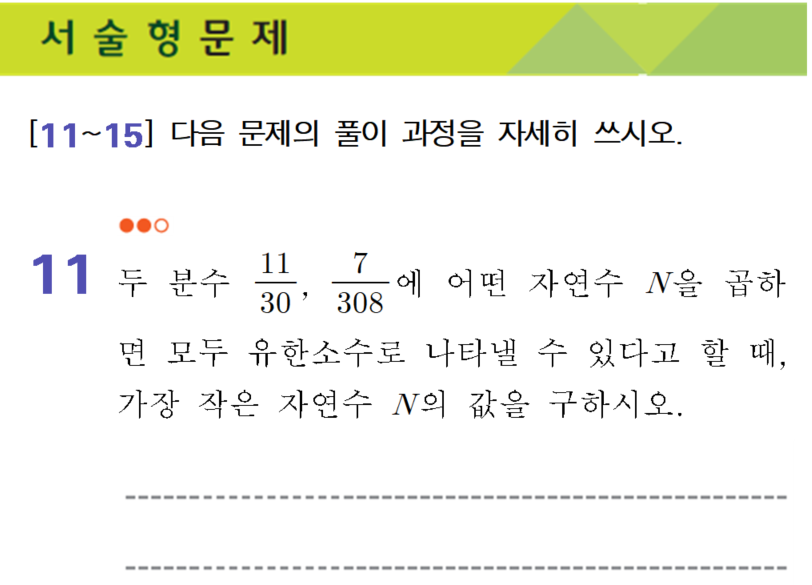 서술형문제
[11~15] 다음 문제의 풀이 과정을 자세히 쓰시오.
11 두 분수 11/30, 7/308에 어떤 자연수 N을 곱하
면 모두 유한소수로 나타낼 수 있다고 할 때,
가장 작은 자연수 N의 값을 구하시오.